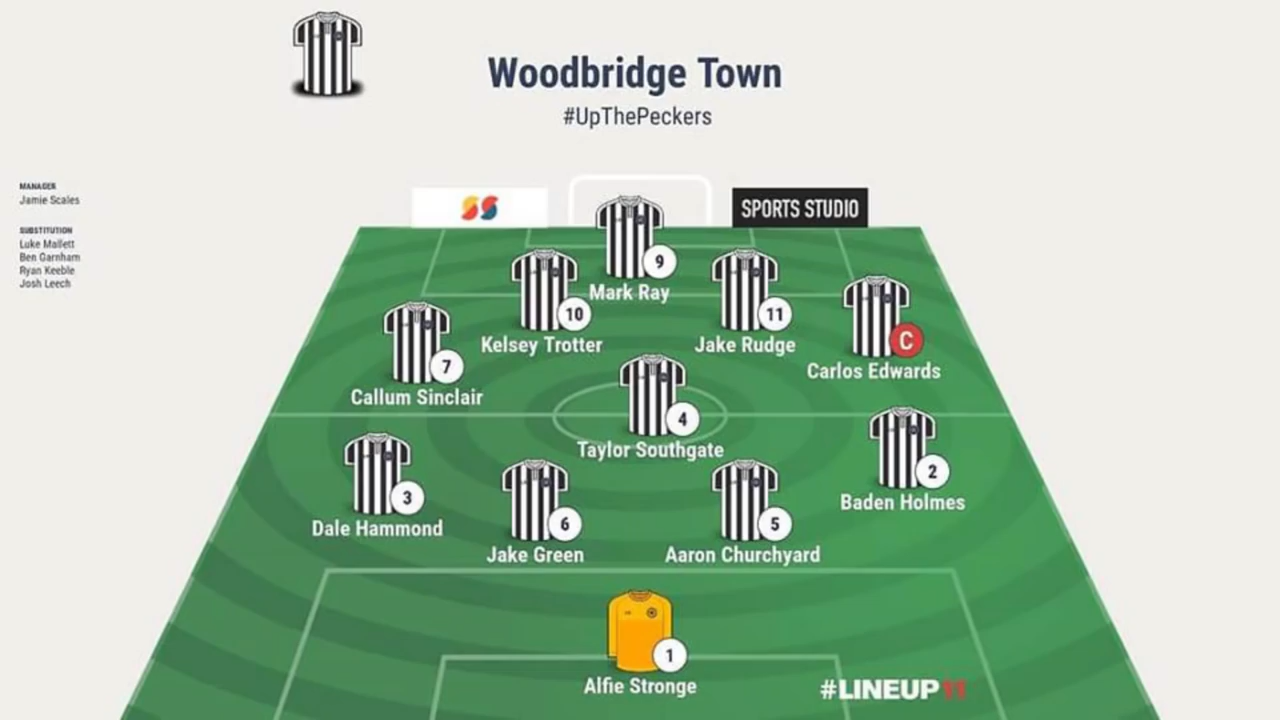 Woodbridge Town
#UpThePeckers
MANAGER
Jamie Scales
SUBSTITUTION
Luke Mallett
Ben Garnham
Ryan Keeble
Josh Leech
SS
SPORTS STUDIO
9
Mark Ray
10
Kelsey Trotter
11
Jake Rudge
C
Carlos Edwards
7
Callum Sinclair
4
Taylor Southgate
2
Baden Holmes
3
Dale Hammond
6
Jake Green
5
Aaron Churchyard
1
Alfie Stronge
#LINEUP11